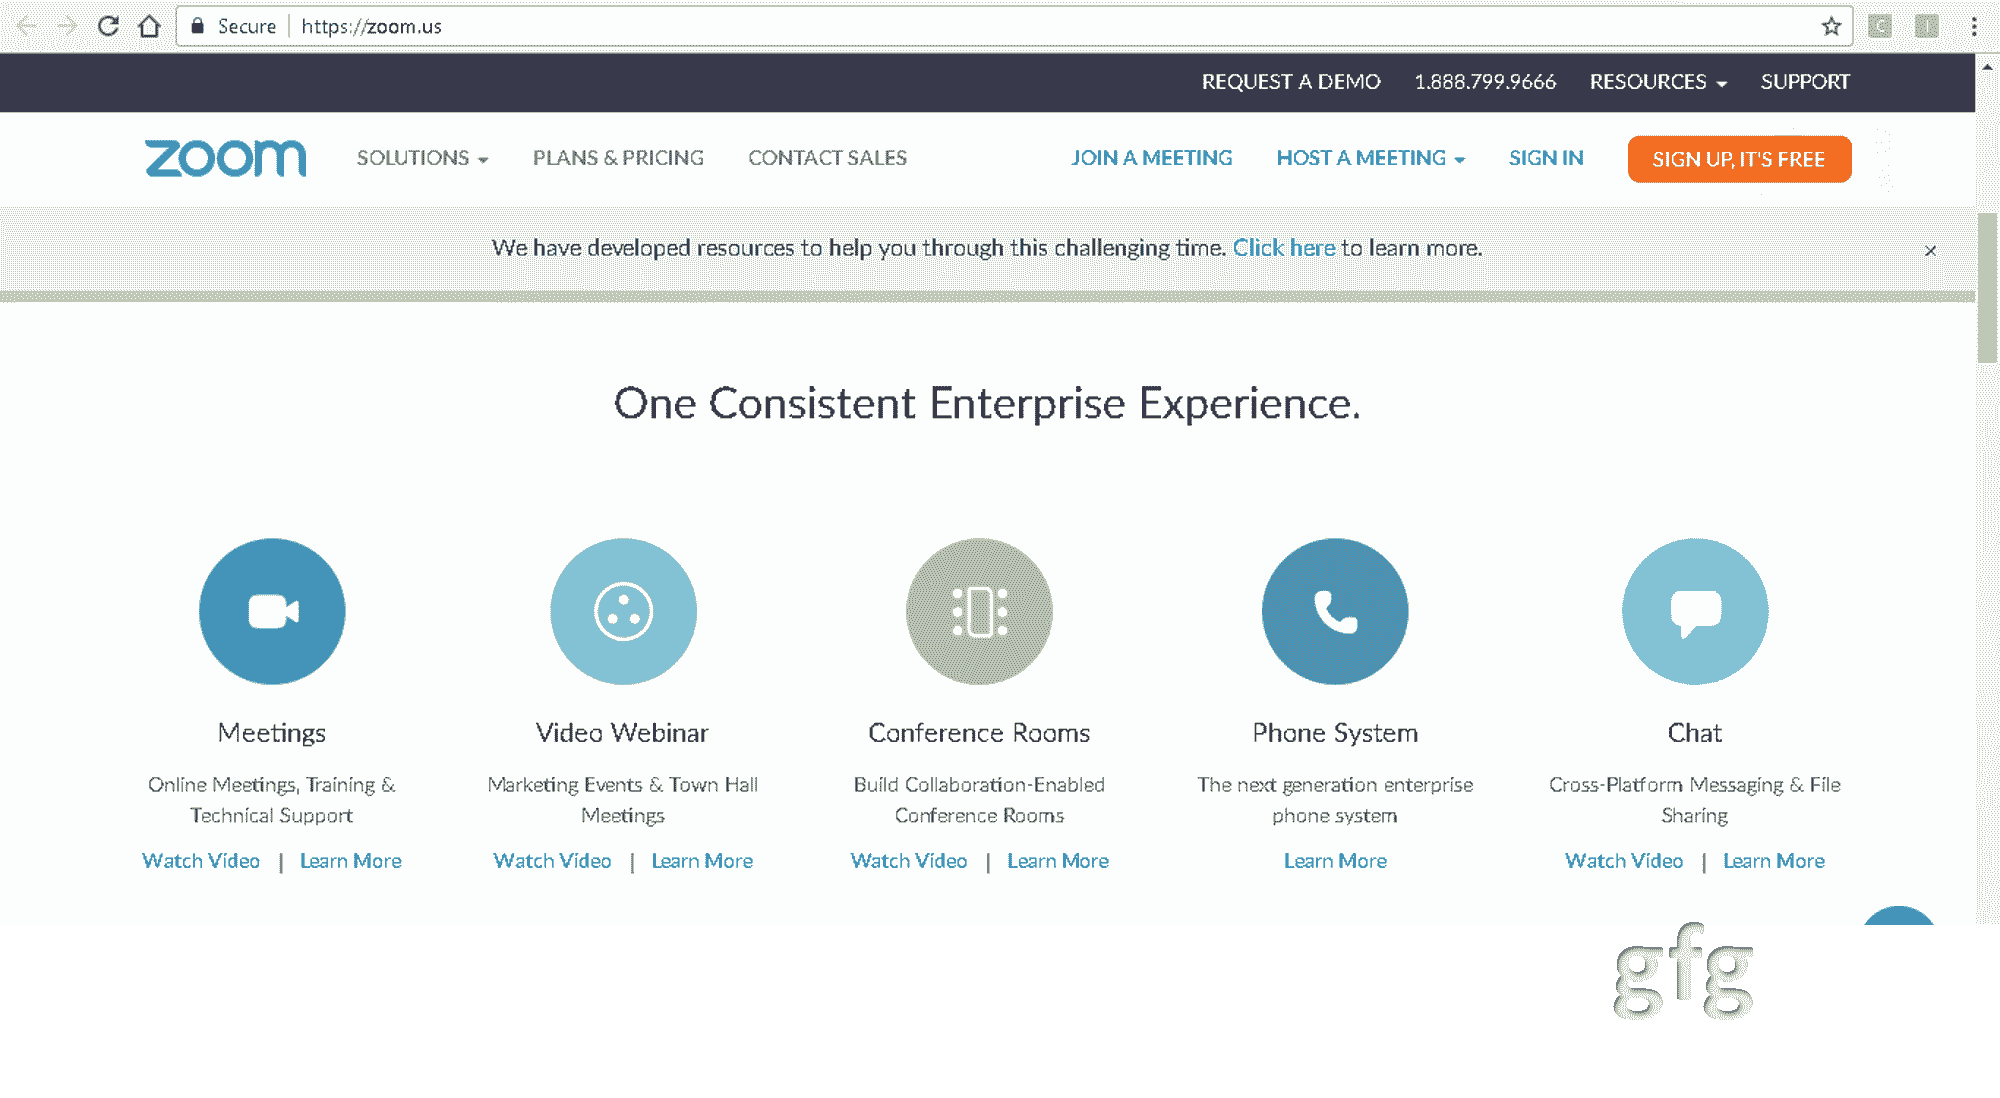 Secure https://zoom.us C I
REQUEST A DEMO 1.888.799.9666 RESOURCES SUPPORT
zoom SOLUTIONS PLANS & PRICING CONTACT SALES JOIN A MEETING HOST A MEETING SIGN IN SIGN UP, IT'S FREE
We have developed resources to help you through this challenging time. Click here to learn more. ×
One Consistent Enterprise Experience.
Meetings Video Webinar Conference Rooms Phone System Chat
Online Meetings, Training & Marketing Events & Town Hall Build Collaboration-Enabled The next generation enterprise Cross-Platform Messaging & File
Technical Support Meetings Conference Rooms phone system Sharing
Watch Video | Learn More Watch Video | Learn More Watch Video | Learn More Learn More Watch Video | Learn More
gfg